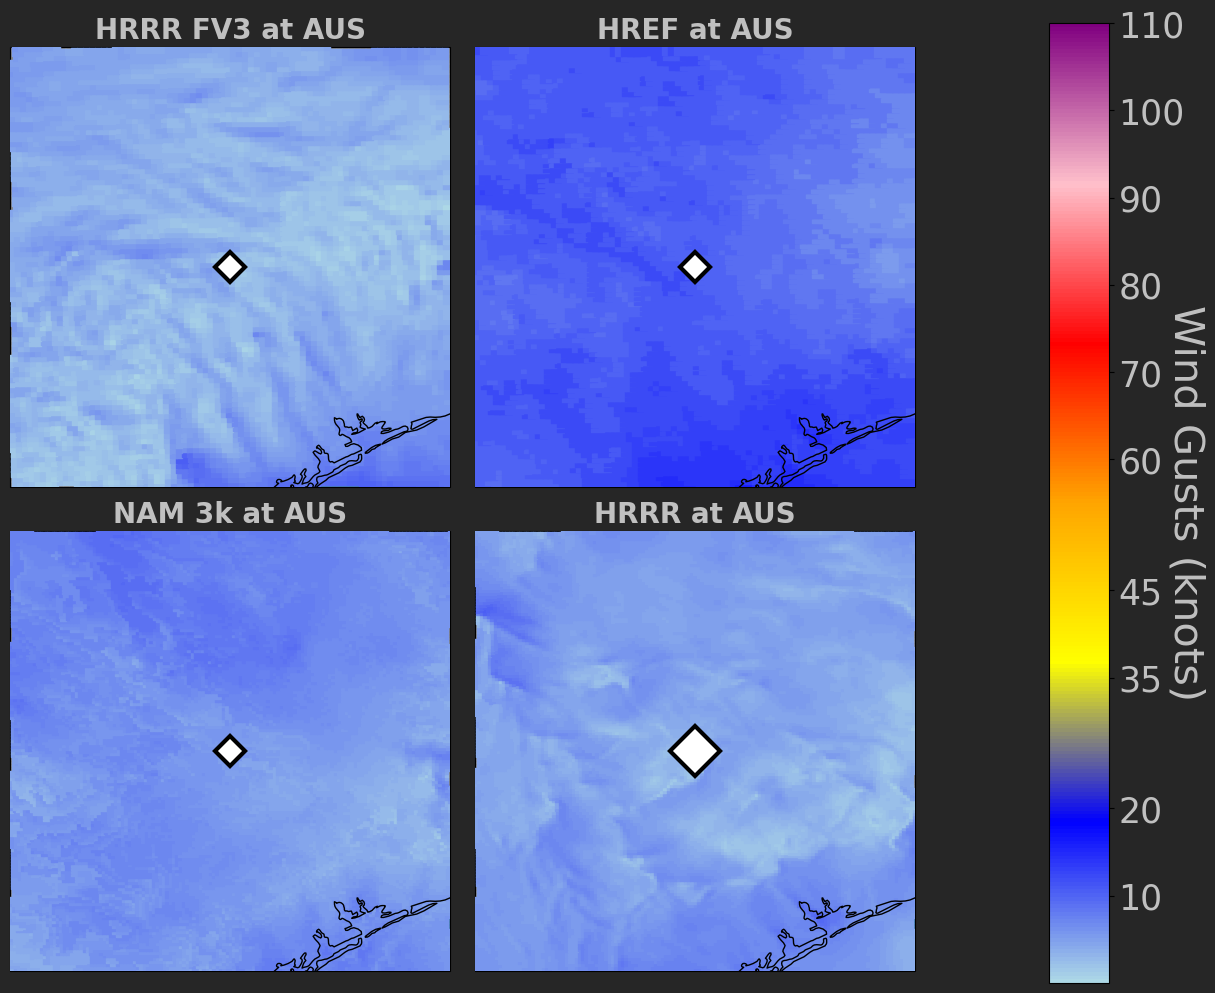 HRRR FV3 at AUS
HREF at AUS
NAM 3k at AUS
HRRR at AUS
110
100
90
80
70
60
45
35
20
10
Wind Gusts (knots)